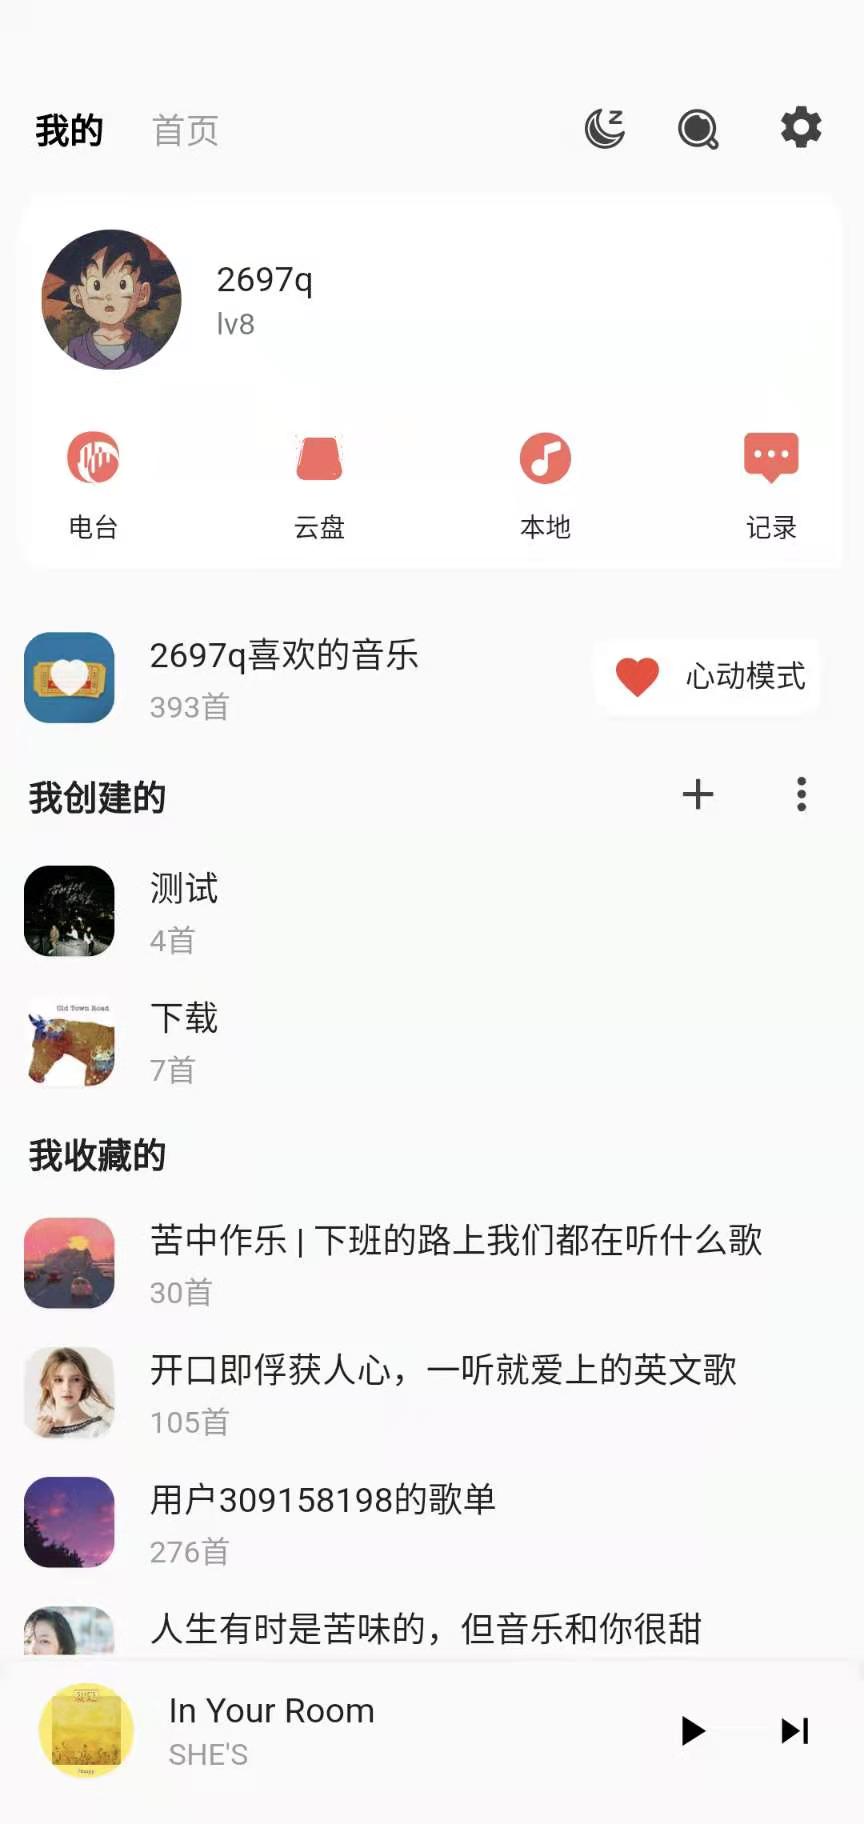 我的 首页
2697q
lv8
电台 云盘 本地 记录
2697q喜欢的音乐
393首
心动模式
我创建的
测试
4首
Old Town Road
下载
7首
我收藏的
苦中作乐 | 下班的路上我们都在听什么歌
30首
开口即俘获人心，一听就爱上的英文歌
105首
用户309158198的歌单
276首
人生有时是苦味的，但音乐和你很甜
SHE'S
In Your Room
SHE'S